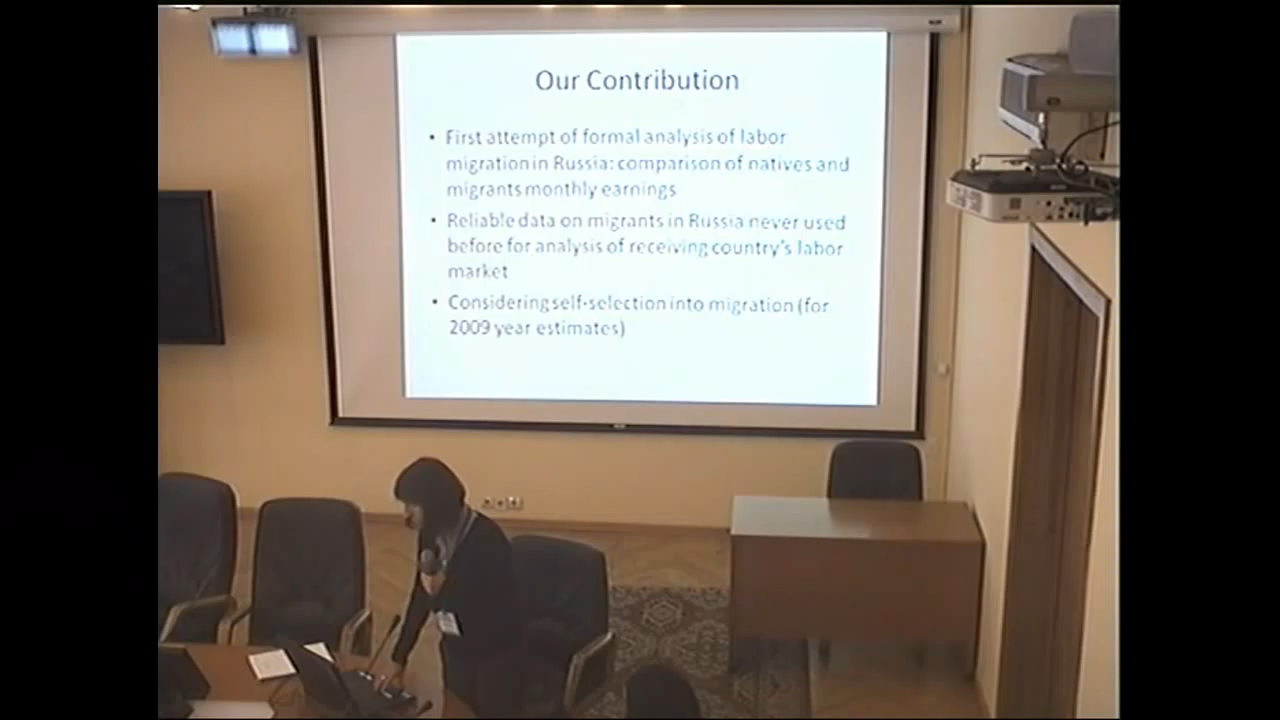 Our Contribution
• First attempt of formal analysis of labor
migration in Russia: comparison of natives and
migrants monthly earnings
• Reliable data on migrants in Russia never used
before for analysis of receiving country's labor
market
• Considering self-selection into migration (for
2009 year estimates)